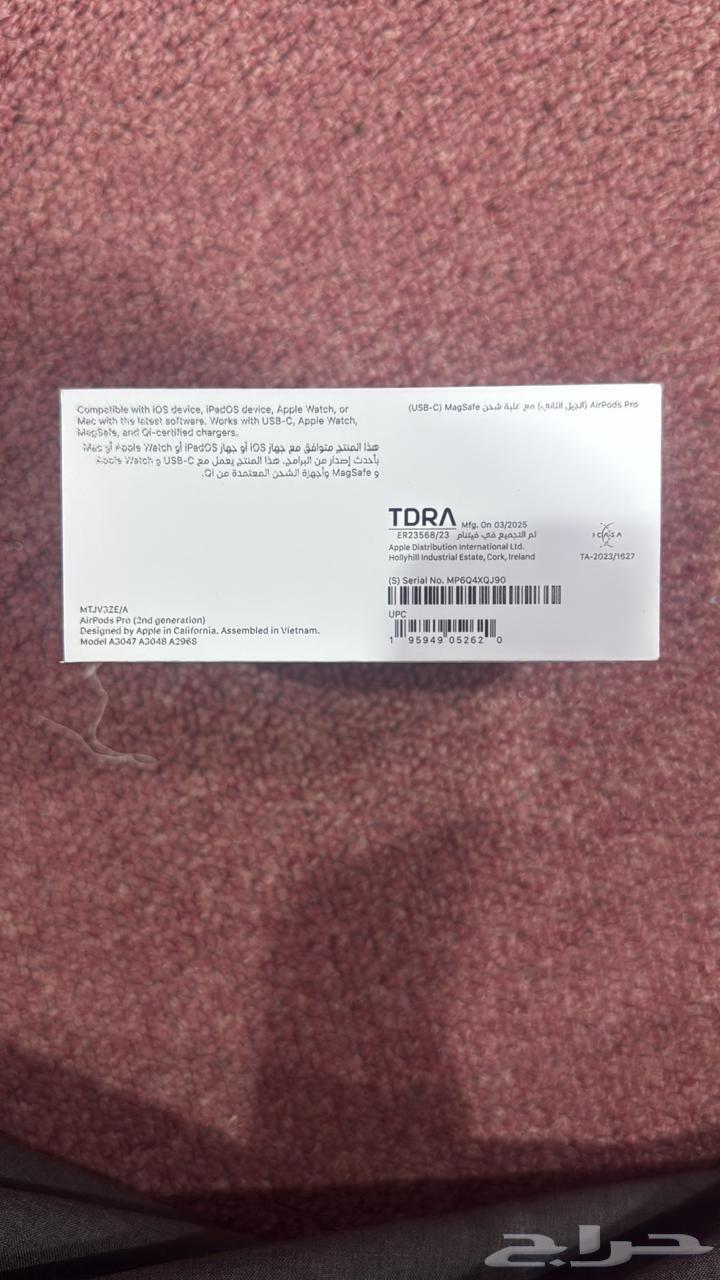 Compatible with iOS device, iPadOS device, Apple Watch, or
Mac with the latest software. Works with USB-C, Apple Watch,
MagSafe, and Qi-certified chargers.
هذا المنتج متوافق مع جهاز iOS أو جهاز iPadOS أو Apple Watch أو Mac
بأحدث إصدار من البرامج. هذا المنتج يعمل مع USB-C و Apple Watch
و MagSafe وأجهزة الشحن المعتمدة من Qi.
MTJV3ZE/A
AirPods Pro (2nd generation)
Designed by Apple in California. Assembled in Vietnam.
Model A3047 A3048 A2968
AirPods Pro (الجيل الثاني) مع علبة شحن MagSafe (USB-C)
TDRA Mfg. On 03/2025
ER23568/23 تم التجميع في فيتنام
Apple Distribution International Ltd.
Hollyhill Industrial Estate, Cork, Ireland
ICASA
TA-2023/1627
(S) Serial No. MP6Q4XQJ90
UPC
1 95949 05262 0
حراج